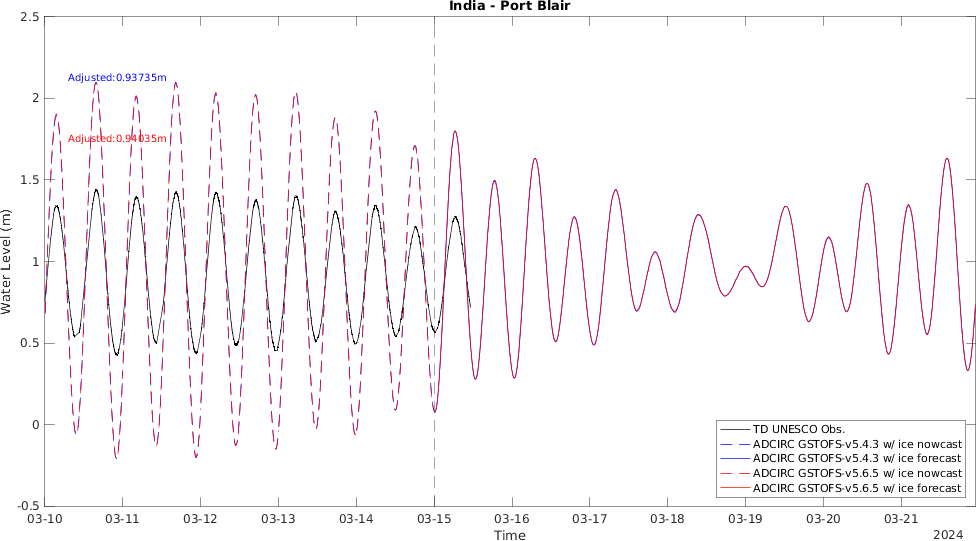 India - Port Blair
2.5
2
1.5
1
0.5
0
-0.5
Water Level (m)
Adjusted:0.93735m
Adjusted:0.94035m
TD UNESCO Obs.
ADCIRC GSTOFS-v5.4.3 w/ ice nowcast
ADCIRC GSTOFS-v5.4.3 w/ ice forecast
ADCIRC GSTOFS-v5.6.5 w/ ice nowcast
ADCIRC GSTOFS-v5.6.5 w/ ice forecast
03-10 03-11 03-12 03-13 03-14 03-15 03-16 03-17 03-18 03-19 03-20 03-21
Time
2024